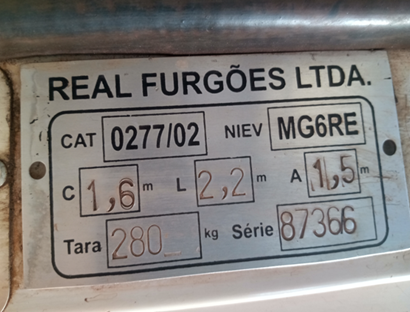 REAL FURGÕES LTDA.
CAT 0277/02 NIEV MG6RE
C 1,6 m L 2,2 m A 1,5 m
Tara 280 kg Série 87366